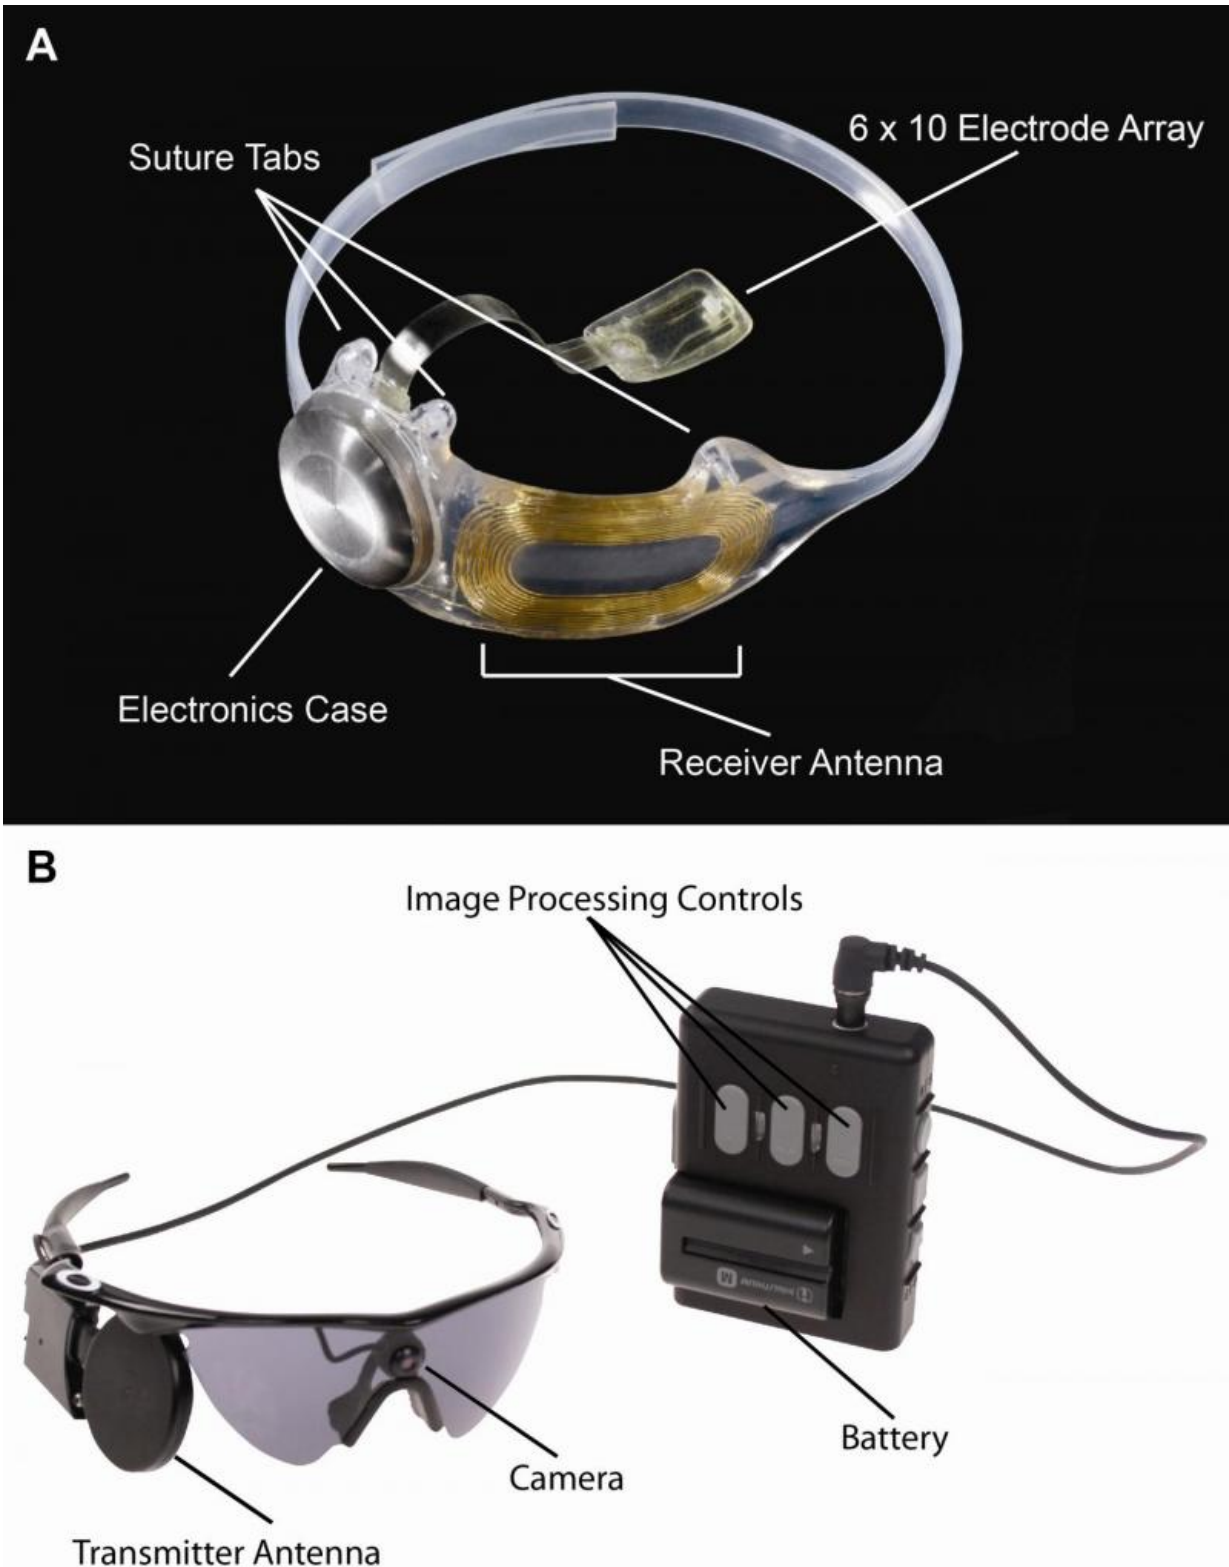 A
Suture Tabs
6 x 10 Electrode Array
Electronics Case
Receiver Antenna
B
Image Processing Controls
M
Battery
Camera
Transmitter Antenna